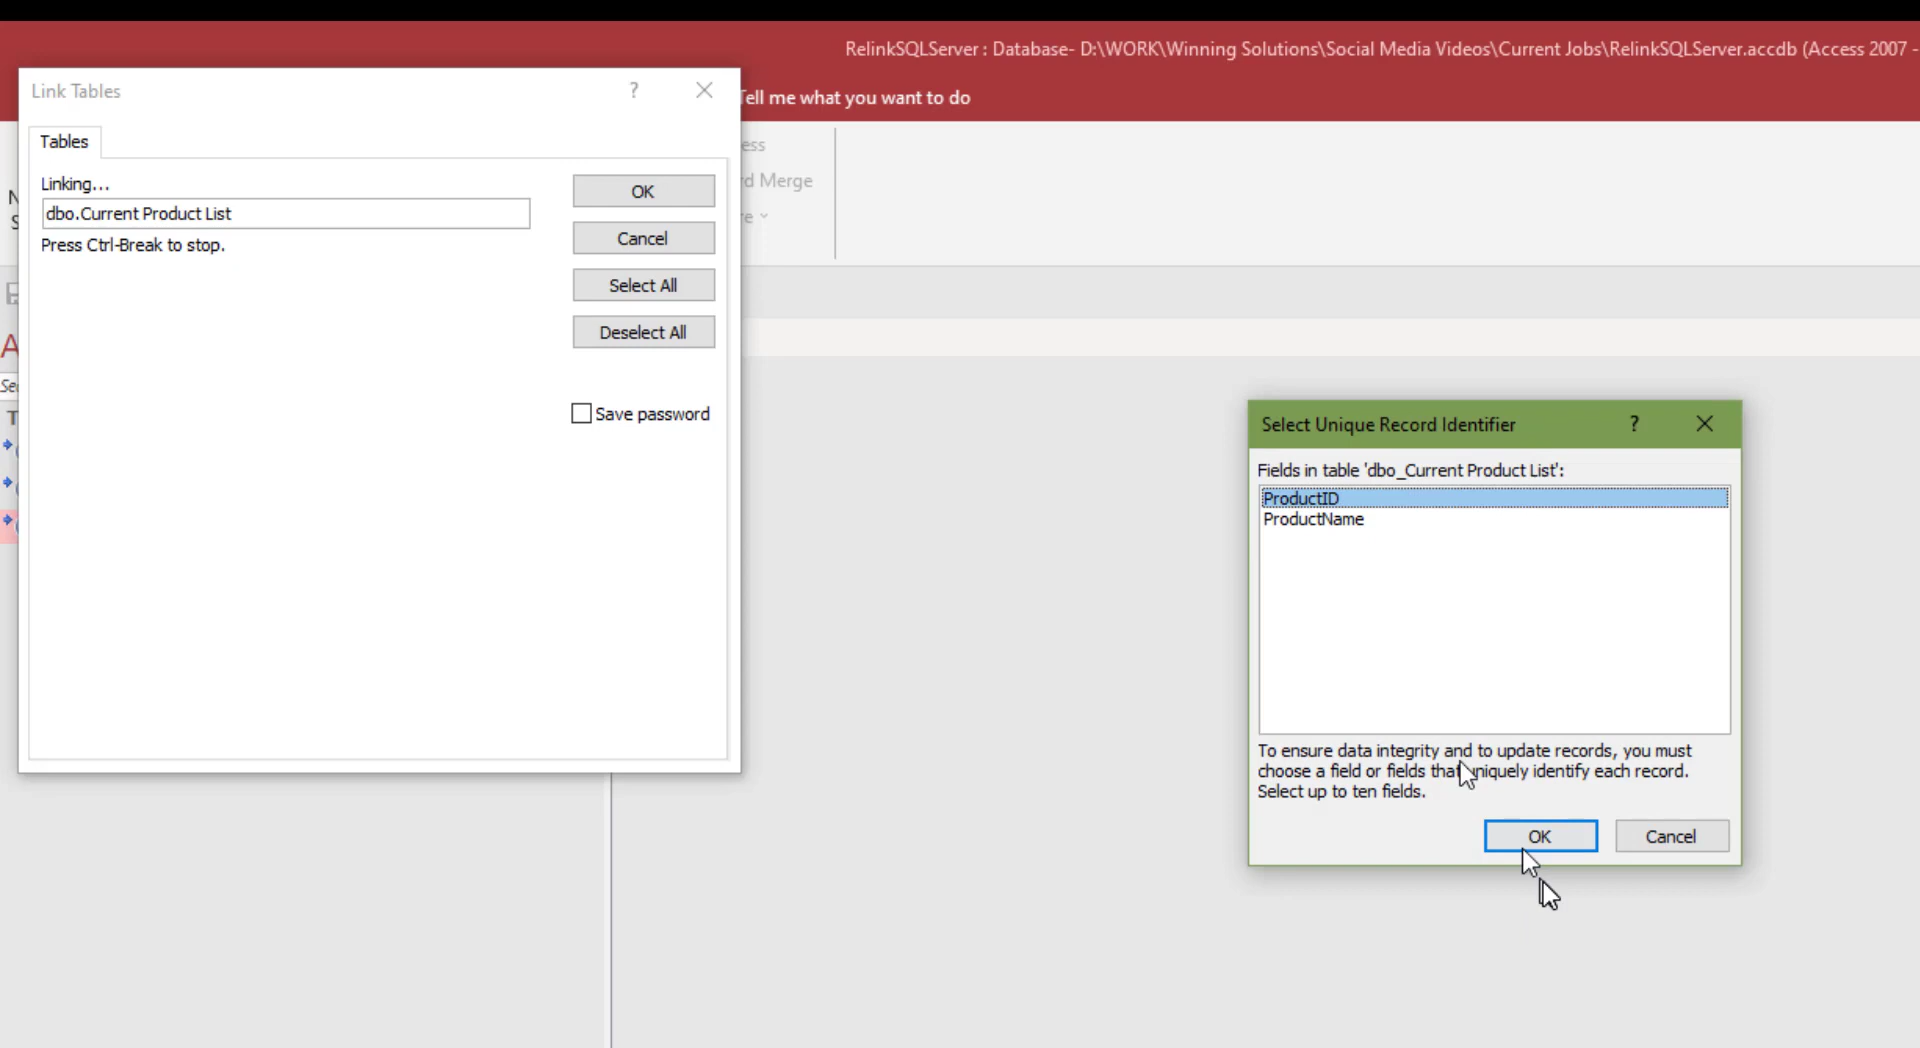 RelinkSQLServer : Database- D:\WORK\Winning Solutions\Social Media Videos\Current Jobs\RelinkSQLServer.accdb (Access 2007 -
Link Tables
Tell me what you want to do
Tables
Linking...
dbo.Current Product List
Press Ctrl-Break to stop.
OK
Cancel
Select All
Deselect All
Save password
ess
rd Merge
re
N
S
A
Sea
T
Select Unique Record Identifier
Fields in table 'dbo_Current Product List':
ProductID
ProductName
To ensure data integrity and to update records, you must
choose a field or fields that uniquely identify each record.
Select up to ten fields.
OK
Cancel